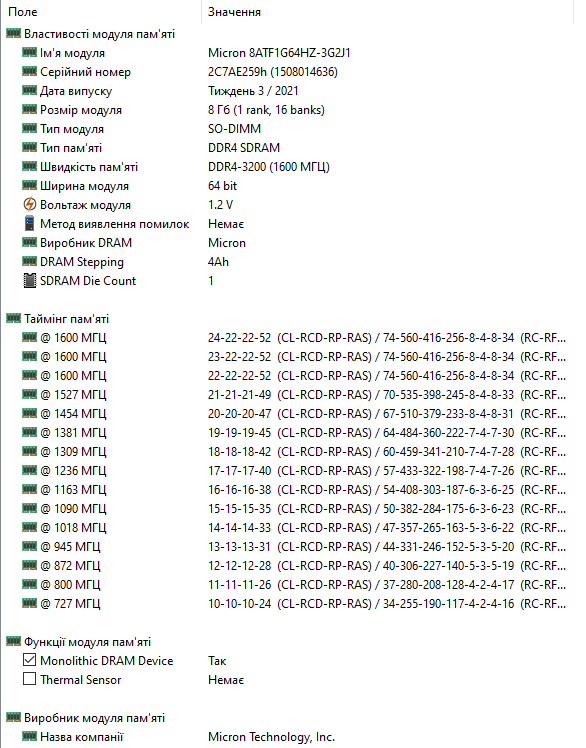 Поле Значення
Властивості модуля пам'яті
Ім'я модуля Micron 8ATF1G64HZ-3G2J1
Серійний номер 2C7AE259h (1508014636)
Дата випуску Тиждень 3 / 2021
Розмір модуля 8 Гб (1 rank, 16 banks)
Тип модуля SO-DIMM
Тип пам'яті DDR4 SDRAM
Швидкість пам'яті DDR4-3200 (1600 МГЦ)
Ширина модуля 64 bit
Вольтаж модуля 1.2 V
Метод виявлення помилок Немає
Виробник DRAM Micron
DRAM Stepping 4Ah
SDRAM Die Count 1
Таймінг пам'яті
@ 1600 МГЦ 24-22-22-52 (CL-RCD-RP-RAS) / 74-560-416-256-8-4-8-34 (RC-RF...
@ 1600 МГЦ 23-22-22-52 (CL-RCD-RP-RAS) / 74-560-416-256-8-4-8-34 (RC-RF...
@ 1600 МГЦ 22-22-22-52 (CL-RCD-RP-RAS) / 74-560-416-256-8-4-8-34 (RC-RF...
@ 1527 МГЦ 21-21-21-49 (CL-RCD-RP-RAS) / 70-535-398-245-8-4-8-33 (RC-RF...
@ 1454 МГЦ 20-20-20-47 (CL-RCD-RP-RAS) / 67-510-379-233-8-4-8-31 (RC-RF...
@ 1381 МГЦ 19-19-19-45 (CL-RCD-RP-RAS) / 64-484-360-222-7-4-7-30 (RC-RF...
@ 1309 МГЦ 18-18-18-42 (CL-RCD-RP-RAS) / 60-459-341-210-7-4-7-28 (RC-RF...
@ 1236 МГЦ 17-17-17-40 (CL-RCD-RP-RAS) / 57-433-322-198-7-4-7-26 (RC-RF...
@ 1163 МГЦ 16-16-16-38 (CL-RCD-RP-RAS) / 54-408-303-187-6-3-6-25 (RC-RF...
@ 1090 МГЦ 15-15-15-35 (CL-RCD-RP-RAS) / 50-382-284-175-6-3-6-23 (RC-RF...
@ 1018 МГЦ 14-14-14-33 (CL-RCD-RP-RAS) / 47-357-265-163-5-3-6-22 (RC-RF...
@ 945 МГЦ 13-13-13-31 (CL-RCD-RP-RAS) / 44-331-246-152-5-3-5-20 (RC-RF...
@ 872 МГЦ 12-12-12-28 (CL-RCD-RP-RAS) / 40-306-227-140-5-3-5-19 (RC-RF...
@ 800 МГЦ 11-11-11-26 (CL-RCD-RP-RAS) / 37-280-208-128-4-2-4-17 (RC-RF...
@ 727 МГЦ 10-10-10-24 (CL-RCD-RP-RAS) / 34-255-190-117-4-2-4-16 (RC-RF...
Функції модуля пам'яті
Monolithic DRAM Device Так
Thermal Sensor Немає
Виробник модуля пам'яті
Назва компанії Micron Technology, Inc.